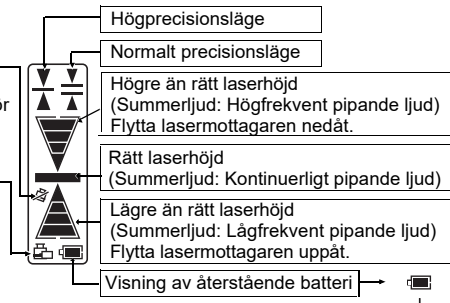 Högprecisionsläge
Normalt precisionsläge
Högre än rätt laserhöjd
(Summerljud: Högfrekvent pipande ljud)
Flytta lasermottagaren nedåt.
Rätt laserhöjd
(Summerljud: Kontinuerligt pipande ljud)
Lägre än rätt laserhöjd
(Summerljud: Lågfrekvent pipande ljud)
Flytta lasermottagaren uppåt.
Visning av återstående batteri